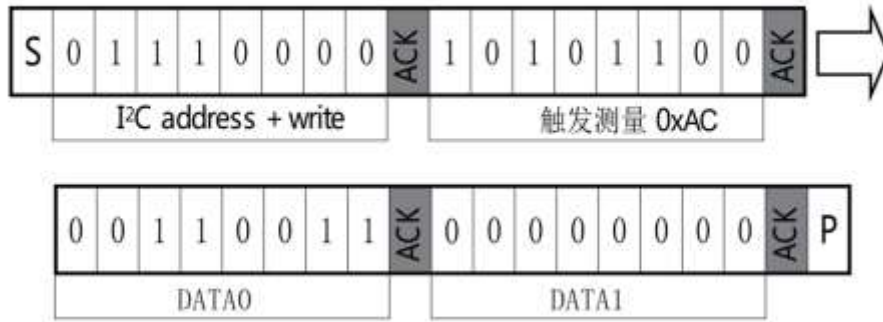 S 0 1 1 1 0 0 0 0 ACK 1 0 1 0 1 1 0 0 ACK
I²C address + write 触发测量 0xAC
0 0 1 1 0 0 1 1 ACK 0 0 0 0 0 0 0 0 ACK P
DATA0 DATA1